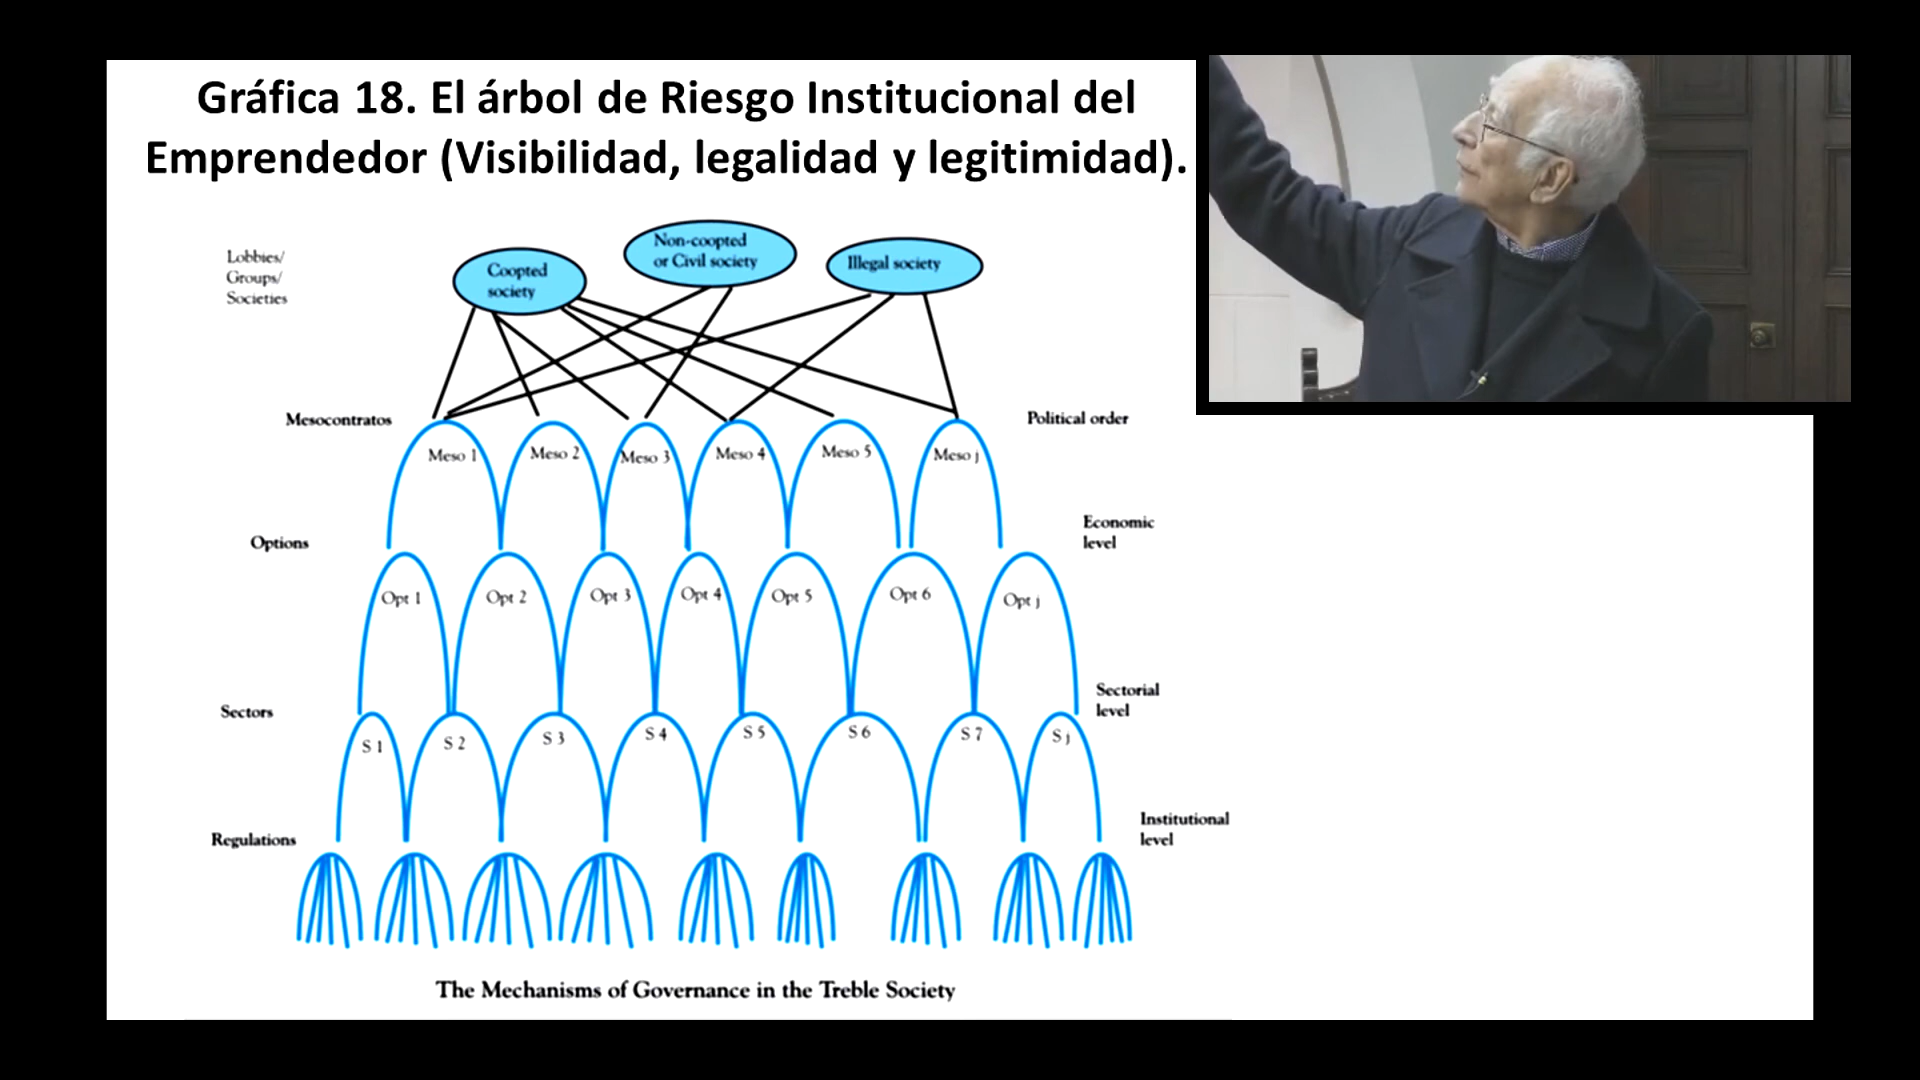 Gráfica 18. El árbol de Riesgo Institucional del
Emprendedor (Visibilidad, legalidad y legitimidad).
Lobbies/
Groups/
Societies
Coopted
society
Non-coopted
or Civil society
Illegal society
Mesocontratos
Political order
Meso 1
Meso 2
Meso 3
Meso 4
Meso 5
Meso j
Options
Economic
level
Opt 1
Opt 2
Opt 3
Opt 4
Opt 5
Opt 6
Opt j
Sectors
Sectorial
level
S 1
S 2
S 3
S 4
S 5
S 6
S 7
S j
Regulations
Institutional
level
The Mechanisms of Governance in the Treble Society